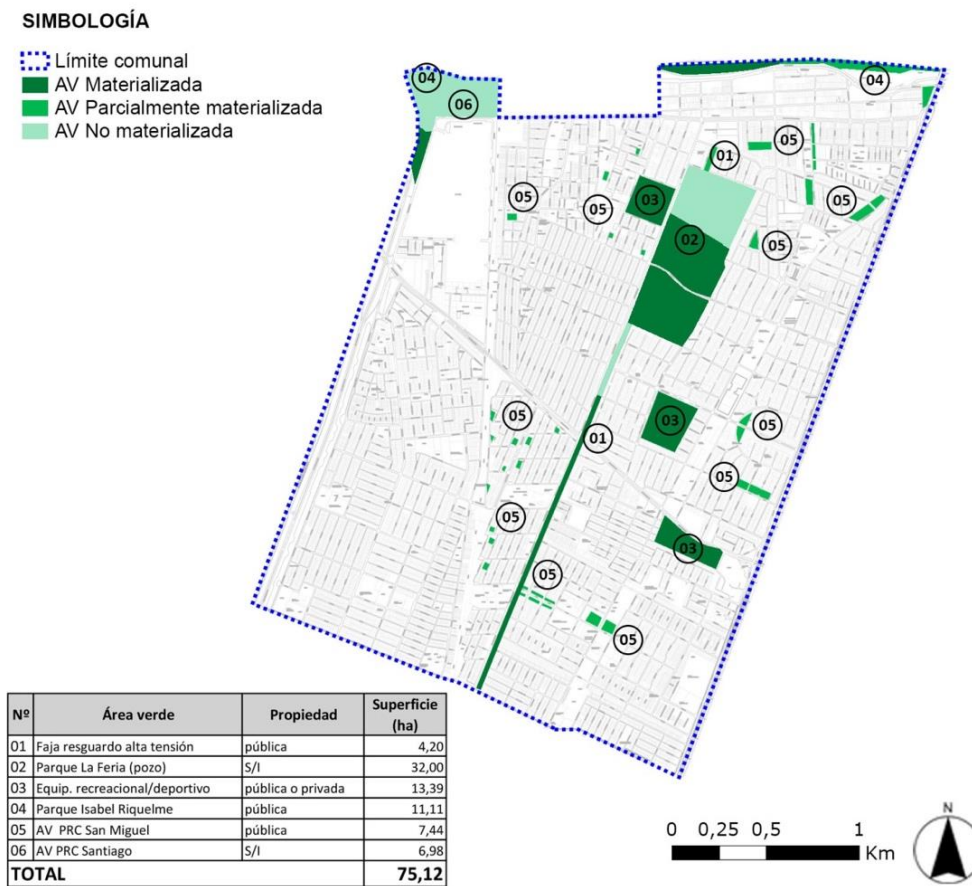 SIMBOLOGÍA
Límite comunal
AV Materializada
AV Parcialmente materializada
AV No materializada
04
06
04
05
01
05
03
05
05
02
05
05
03
05
01
05
05
03
05
05
05
Nº Área verde Propiedad Superficie (ha)
01 Faja resguardo alta tensión pública 4,20
02 Parque La Feria (pozo) S/I 32,00
03 Equip. recreacional/deportivo pública o privada 13,39
04 Parque Isabel Riquelme pública 11,11
05 AV PRC San Miguel pública 7,44
06 AV PRC Santiago S/I 6,98
TOTAL 75,12
0 0,25 0,5 1
Km
N